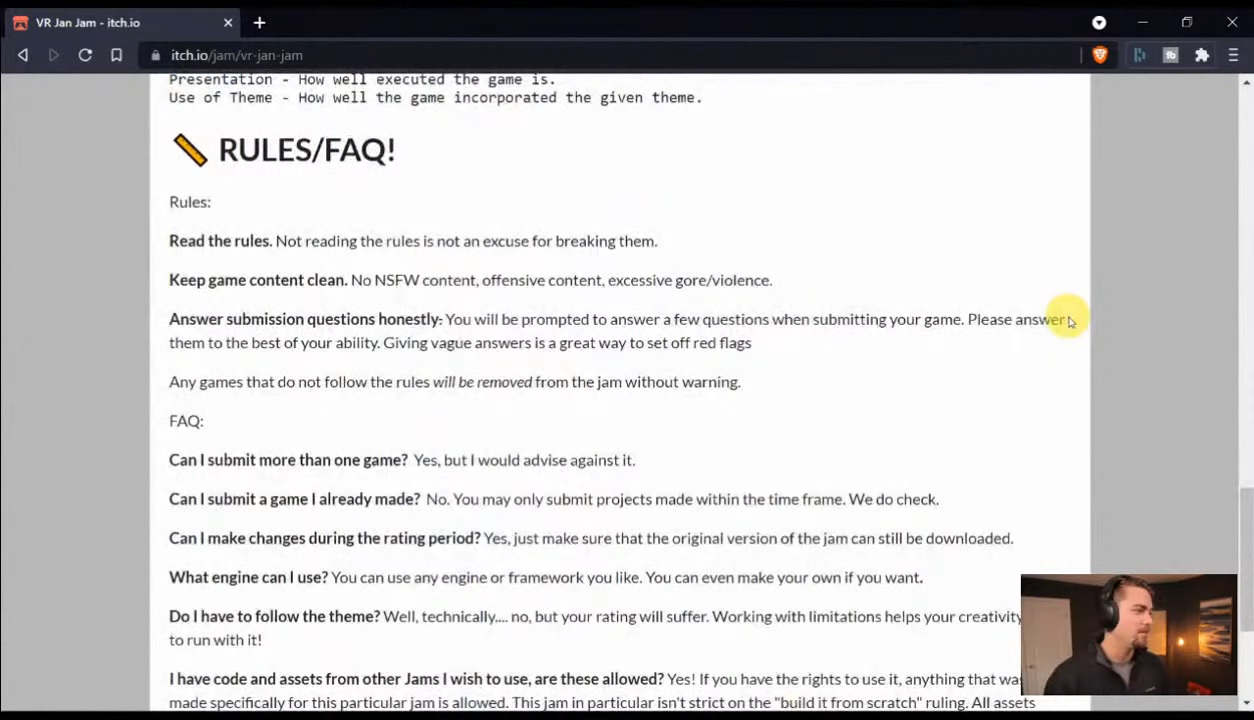 VR Jan Jam - itch.io
itch.io/jam/vr-jan-jam
Presentation - How well executed the game is.
Use of Theme - How well the game incorporated the given theme.
RULES/FAQ!
Rules:
Read the rules. Not reading the rules is not an excuse for breaking them.
Keep game content clean. No NSFW content, offensive content, excessive gore/violence.
Answer submission questions honestly: You will be prompted to answer a few questions when submitting your game. Please answer
them to the best of your ability. Giving vague answers is a great way to set off red flags
Any games that do not follow the rules will be removed from the jam without warning.
FAQ:
Can I submit more than one game? Yes, but I would advise against it.
Can I submit a game I already made? No. You may only submit projects made within the time frame. We do check.
Can I make changes during the rating period? Yes, just make sure that the original version of the jam can still be downloaded.
What engine can I use? You can use any engine or framework you like. You can even make your own if you want.
Do I have to follow the theme? Well, technically.... no, but your rating will suffer. Working with limitations helps your creativity
to run with it!
I have code and assets from other Jams I wish to use, are these allowed? Yes! If you have the rights to use it, anything that
made specifically for this particular jam is allowed. This jam in particular isn't strict on the "build it from scratch" ruling. All assets